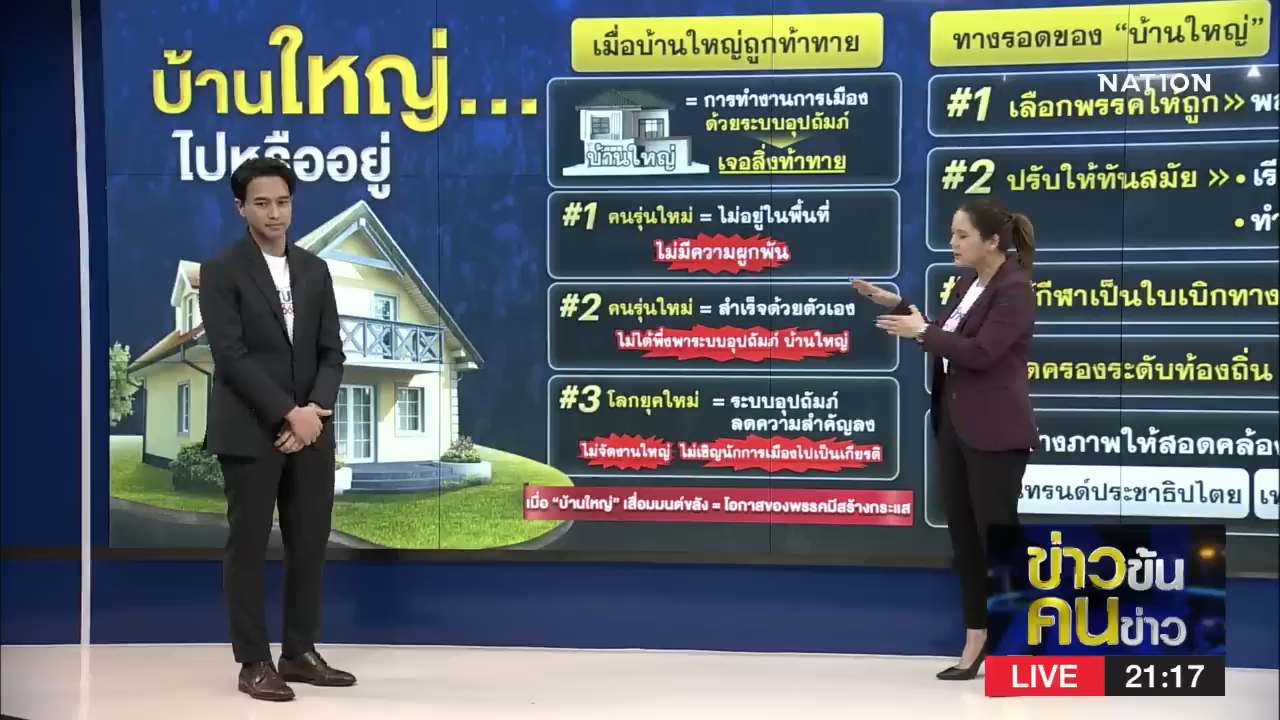 บ้านใหญ่...
ไปหรืออยู่
เมื่อบ้านใหญ่ถูกท้าทาย
บ้านใหญ่
= การทำงานการเมือง
ด้วยระบบอุปถัมภ์
เจอสิ่งท้าทาย
#1 คนรุ่นใหม่ = ไม่อยู่ในพื้นที่
ไม่มีความผูกพัน
#2 คนรุ่นใหม่ = สำเร็จด้วยตัวเอง
ไม่ได้พึ่งพาระบบอุปถัมภ์ บ้านใหญ่
#3 โลกยุคใหม่ = ระบบอุปถัมภ์
ลดความสำคัญลง
ไม่จัดงานใหญ่ ไม่เชิญนักการเมืองไปเป็นเกียรติ
เมื่อ "บ้านใหญ่" เสื่อมมนต์ขลัง = โอกาสของพรรคมีสร้างกระแส
ทางรอดของ "บ้านใหญ่"
NATION
#1 เลือกพรรคให้ถูก »
#2 ปรับให้ทันสมัย » •
•
กีฬาเป็นใบเบิกทาง
ครองระดับท้องถิ่น
ภาพให้สอดคล้อง
เทรนด์ประชาธิปไตย
ข่าวข้น
คนข่าว
LIVE 21:17